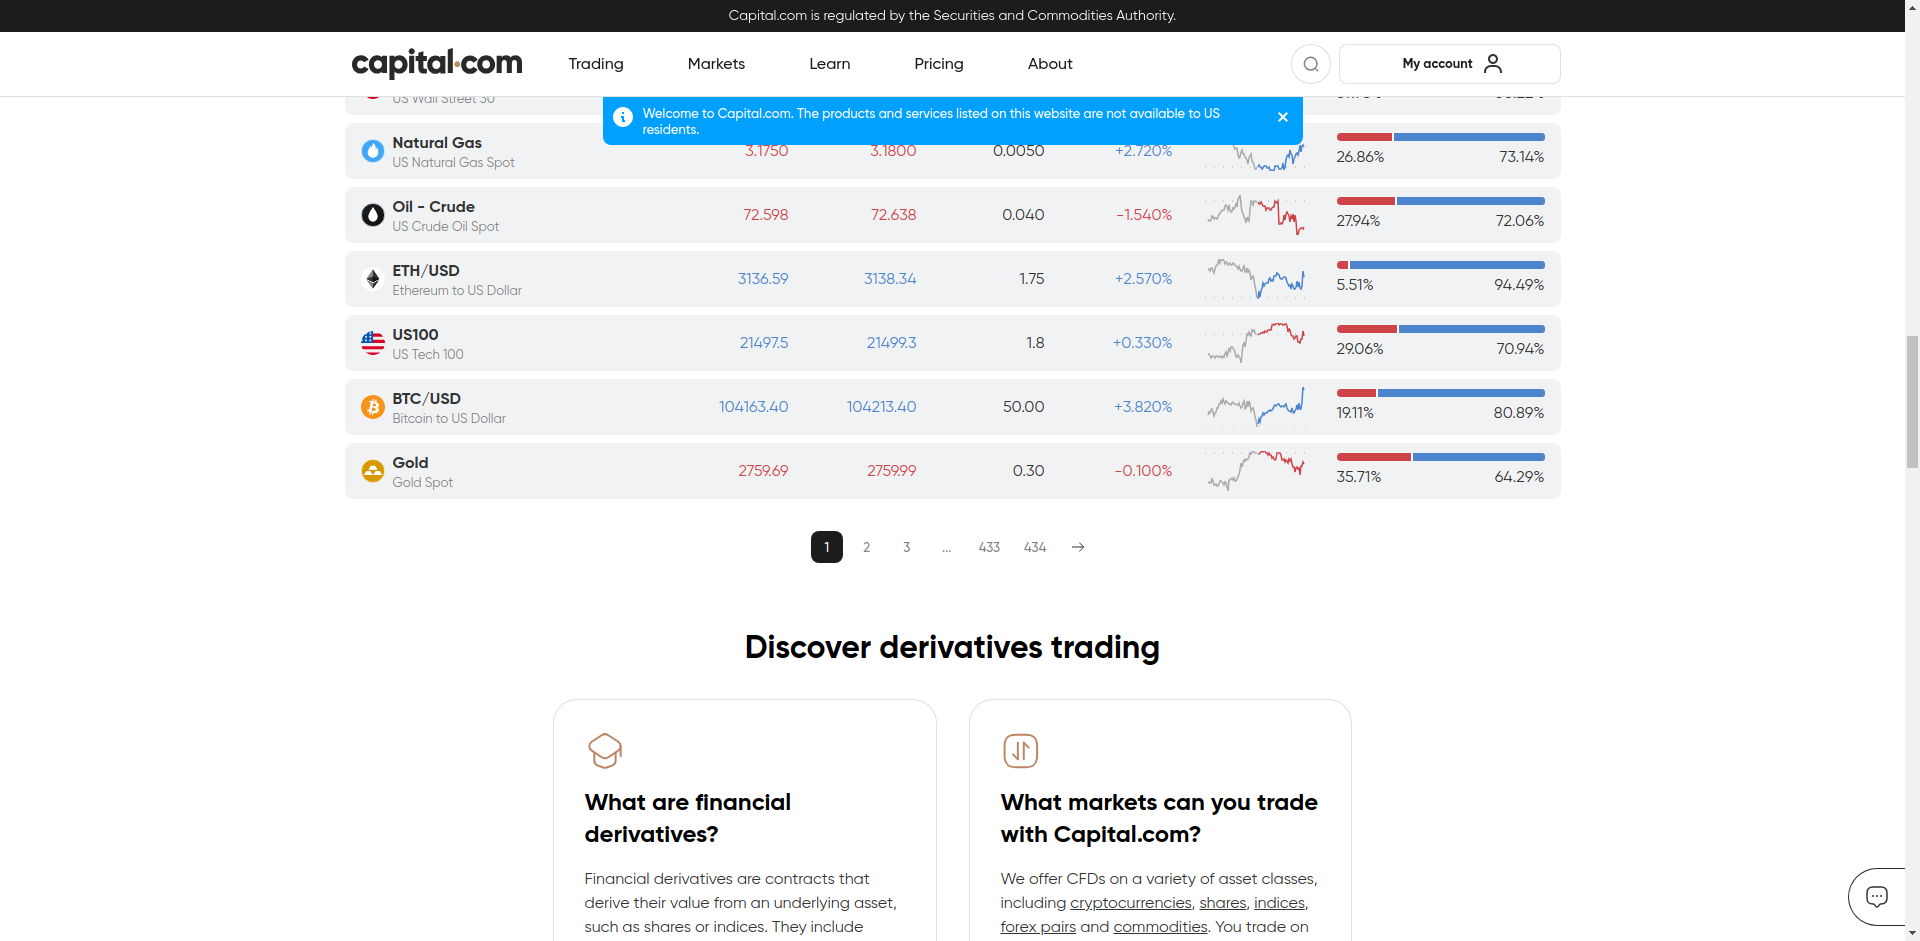 Capital.com is regulated by the Securities and Commodities Authority.
capital.com
Trading
Markets
Learn
Pricing
About
My account
US Wall Street 30
Welcome to Capital.com. The products and services listed on this website are not available to US
residents.
Natural Gas
US Natural Gas Spot
3.1750
3.1800
0.0050
+2.720%
26.86%
73.14%
Oil - Crude
US Crude Oil Spot
72.598
72.638
0.040
-1.540%
27.94%
72.06%
ETH/USD
Ethereum to US Dollar
3136.59
3138.34
1.75
+2.570%
5.51%
94.49%
US100
US Tech 100
21497.5
21499.3
1.8
+0.330%
29.06%
70.94%
BTC/USD
Bitcoin to US Dollar
104163.40
104213.40
50.00
+3.820%
19.11%
80.89%
Gold
Gold Spot
2759.69
2759.99
0.30
-0.100%
35.71%
64.29%
1 2 3 ... 433 434
Discover derivatives trading
What are financial
derivatives?
Financial derivatives are contracts that
derive their value from an underlying asset,
such as shares or indices. They include
What markets can you trade
with Capital.com?
We offer CFDs on a variety of asset classes,
including cryptocurrencies, shares, indices,
forex pairs and commodities. You trade on